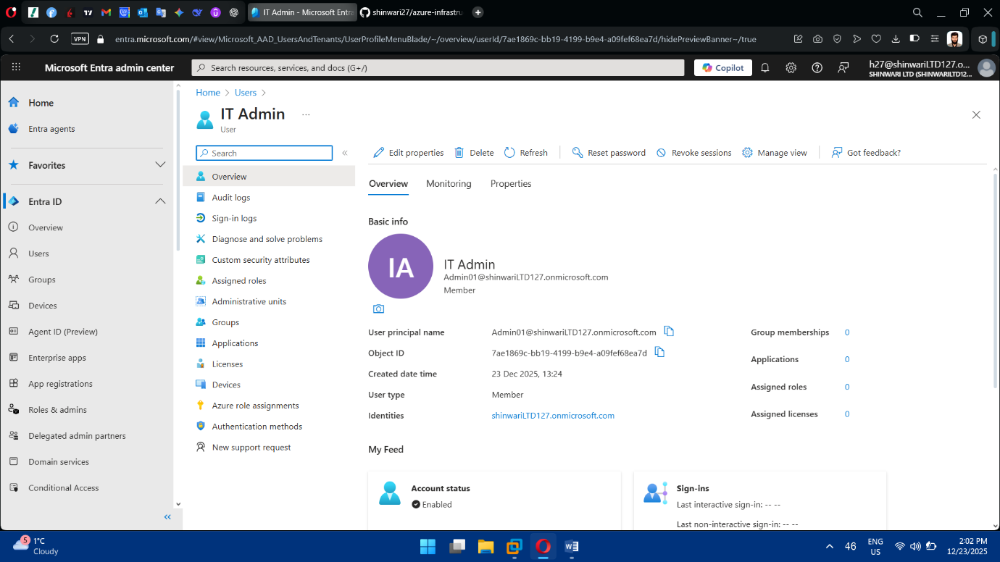 IT Admin - Microsoft Entra
shinwari27/azure-infrastru
VPN
entra.microsoft.com/#view/Microsoft_AAD_UsersAndTenants/UserProfileMenuBlade/~/overview/userId/7ae1869c-bb19-4199-b9e4-a09fef68ea7d/hidePreviewBanner~/true
Microsoft Entra admin center
Search resources, services, and docs (G+/)
Copilot
h27@shinwariLTD127.o...
SHINWARI LTD (SHINWARILTD12...
Home
Entra agents
Favorites
Entra ID
Overview
Users
Groups
Devices
Agent ID (Preview)
Enterprise apps
App registrations
Roles & admins
Delegated admin partners
Domain services
Conditional Access
Home > Users >
IT Admin ...
User
Search
Overview
Audit logs
Sign-in logs
Diagnose and solve problems
Custom security attributes
Assigned roles
Administrative units
Groups
Applications
Licenses
Devices
Azure role assignments
Authentication methods
New support request
Edit properties Delete Refresh Reset password Revoke sessions Manage view Got feedback?
Overview Monitoring Properties
Basic info
IA
IT Admin
Admin01@shinwariLTD127.onmicrosoft.com
Member
User principal name Admin01@shinwariLTD127.onmicrosoft.com
Object ID 7ae1869c-bb19-4199-b9e4-a09fef68ea7d
Created date time 23 Dec 2025, 13:24
User type Member
Identities shinwariLTD127.onmicrosoft.com
Group memberships 0
Applications 0
Assigned roles 0
Assigned licenses 0
My Feed
Account status
Enabled
Sign-ins
Last interactive sign-in: -- --
Last non-interactive sign-in: -- --
5
1°C
Cloudy
46
ENG
US
2:02 PM
12/23/2025